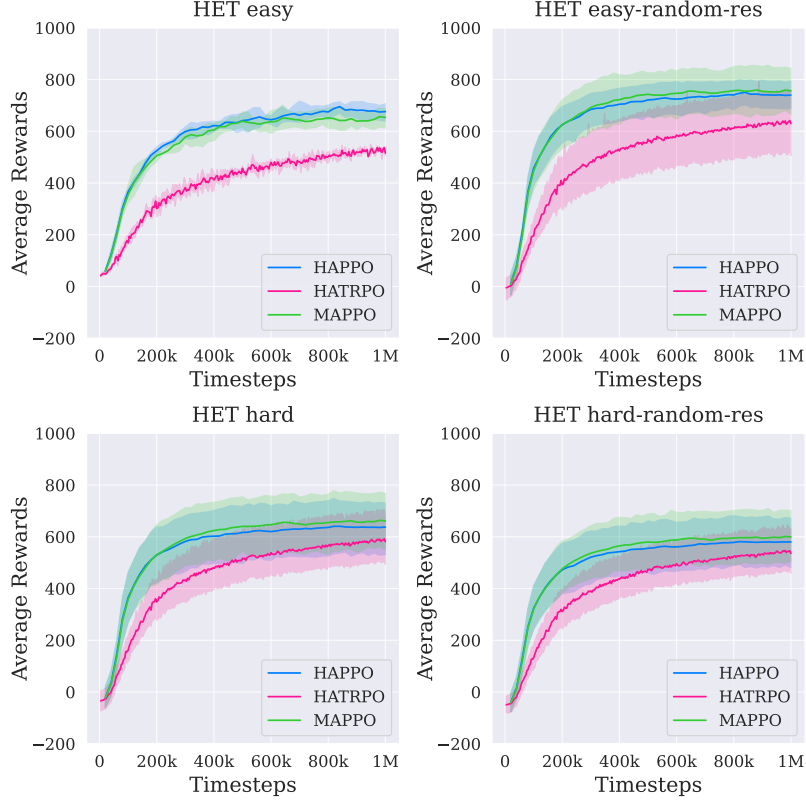 HET easy
1000
800
600
400
200
0
−200
Average Rewards
HAPPO
HATRPO
MAPPO
0 200k 400k 600k 800k 1M
Timesteps
HET easy-random-res
1000
800
600
400
200
0
−200
Average Rewards
HAPPO
HATRPO
MAPPO
0 200k 400k 600k 800k 1M
Timesteps
HET hard
1000
800
600
400
200
0
−200
Average Rewards
HAPPO
HATRPO
MAPPO
0 200k 400k 600k 800k 1M
Timesteps
HET hard-random-res
1000
800
600
400
200
0
−200
Average Rewards
HAPPO
HATRPO
MAPPO
0 200k 400k 600k 800k 1M
Timesteps